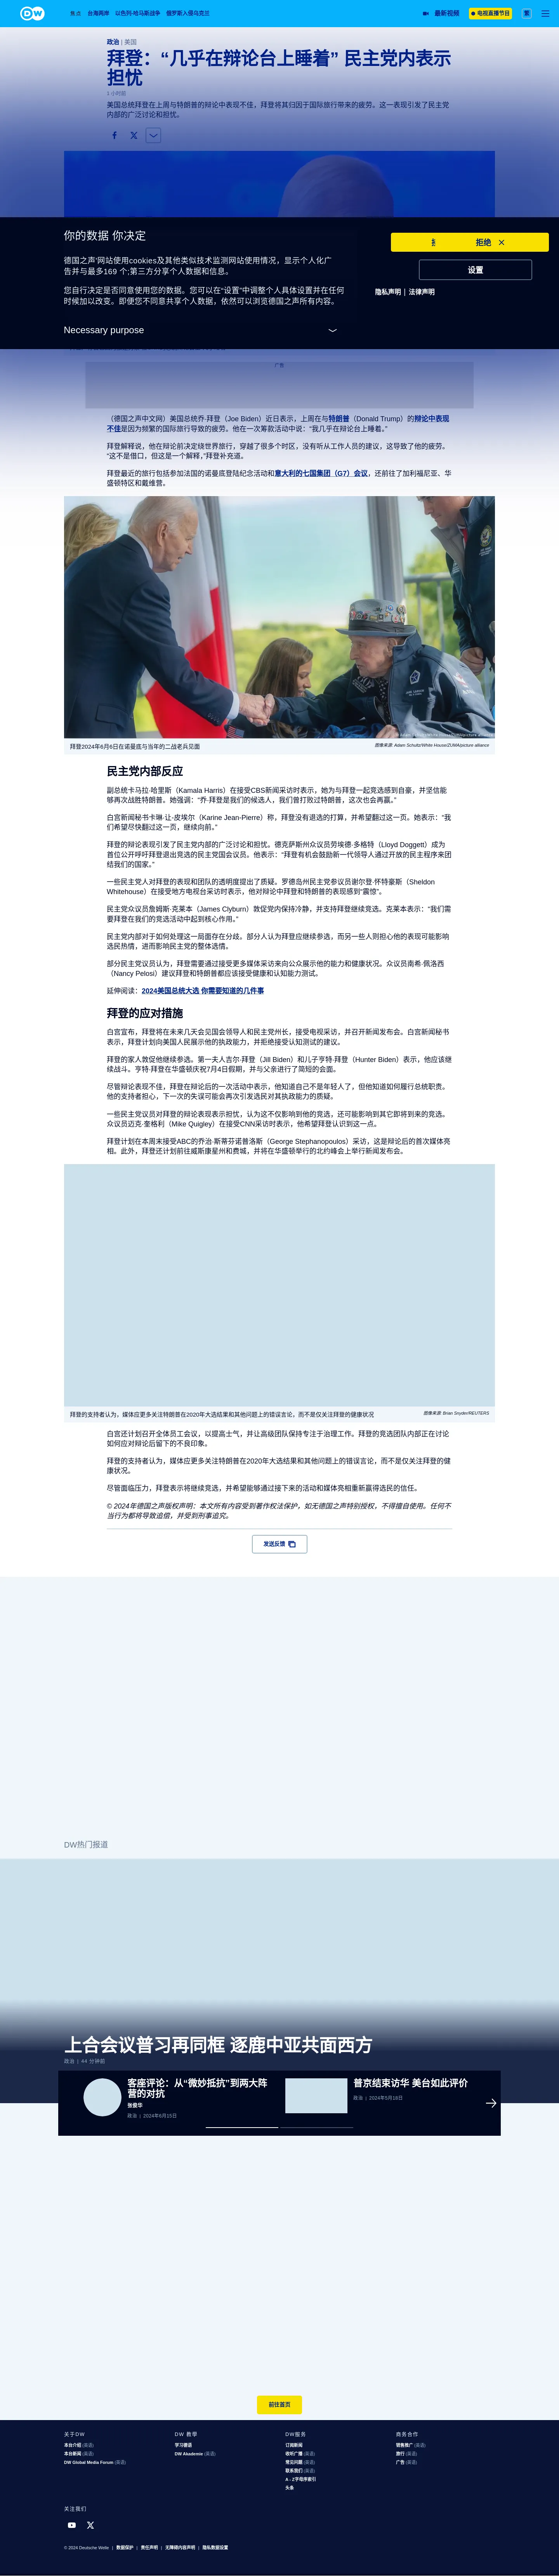 DW
焦点
台海两岸
以色列-哈马斯战争
俄罗斯入侵乌克兰
最新视频
电视直播节目
繁
政治 | 美国
拜登：“几乎在辩论台上睡着” 民主党内表示
担忧
1 小时前
美国总统拜登在上周与特朗普的辩论中表现不佳，拜登将其归因于国际旅行带来的疲劳。这一表现引发了民主党
内部的广泛讨论和担忧。
你的数据 你决定
拒绝
德国之声'网站使用cookies及其他类似技术监测网站使用情况，显示个人化广
告并与最多169 个;第三方分享个人数据和信息。
设置
您自行决定是否同意使用您的数据。您可以在“设置”中调整个人具体设置并在任何
时候加以改变。即便您不同意共享个人数据，依然可以浏览德国之声所有内容。
隐私声明 | 法律声明
Necessary purpose
广告
（德国之声中文网）美国总统乔·拜登（Joe Biden）近日表示，上周在与特朗普（Donald Trump）的辩论中表现
不佳是因为频繁的国际旅行导致的疲劳。他在一次筹款活动中说：“我几乎在辩论台上睡着。”
拜登解释说，他在辩论前决定绕世界旅行，穿越了很多个时区，没有听从工作人员的建议，这导致了他的疲劳。
“这不是借口，但这是一个解释，”拜登补充道。
拜登最近的旅行包括参加法国的诺曼底登陆纪念活动和意大利的七国集团（G7）会议，还前往了加利福尼亚、华
盛顿特区和戴维营。
拜登2024年6月6日在诺曼底与当年的二战老兵见面
图像来源: Adam Schultz/White House/ZUMA/picture alliance
民主党内部反应
副总统卡马拉·哈里斯（Kamala Harris）在接受CBS新闻采访时表示，她为与拜登一起竞选感到自豪，并坚信能
够再次战胜特朗普。她强调：“乔·拜登是我们的候选人，我们曾打败过特朗普，这次也会再赢。”
白宫新闻秘书卡琳·让-皮埃尔（Karine Jean-Pierre）称，拜登没有退选的打算，并希望翻过这一页。她表示：“我
们希望尽快翻过这一页，继续向前。”
拜登的辩论表现引发了民主党内部的广泛讨论和担忧。德克萨斯州众议员劳埃德·多格特（Lloyd Doggett）成为
首位公开呼吁拜登退出竞选的民主党国会议员。他表示：“拜登有机会鼓励新一代领导人通过开放的民主程序来团
结我们的国家。”
一些民主党人对拜登的表现和团队的透明度提出了质疑。罗德岛州民主党参议员谢尔登·怀特豪斯（Sheldon
Whitehouse）在接受地方电视台采访时表示，他对辩论中拜登和特朗普的表现感到“震惊”。
民主党众议员詹姆斯·克莱本（James Clyburn）敦促党内保持冷静，并支持拜登继续竞选。克莱本表示：“我们需
要拜登在我们的竞选活动中起到核心作用。”
民主党内部对于如何处理这一局面存在分歧。部分人认为拜登应继续参选，而另一些人则担心他的表现可能影响
选民热情，进而影响民主党的整体选情。
部分民主党议员认为，拜登需要通过接受更多媒体采访来向公众展示他的能力和健康状况。众议员南希·佩洛西
（Nancy Pelosi）建议拜登和特朗普都应该接受健康和认知能力测试。
延伸阅读：2024美国总统大选 你需要知道的几件事
拜登的应对措施
白宫宣布，拜登将在未来几天会见国会领导人和民主党州长，接受电视采访，并召开新闻发布会。白宫新闻秘书
表示，拜登计划向美国人民展示他的执政能力，并拒绝接受认知测试的建议。
拜登的家人敦促他继续参选。第一夫人吉尔·拜登（Jill Biden）和儿子亨特·拜登（Hunter Biden）表示，他应该继
续战斗。亨特·拜登在华盛顿庆祝7月4日假期，并与父亲进行了简短的会面。
尽管辩论表现不佳，拜登在辩论后的一次活动中表示，他知道自己不是年轻人了，但他知道如何履行总统职责。
他的支持者担心，下一次的失误可能会再次引发选民对其执政能力的质疑。
一些民主党议员对拜登的辩论表现表示担忧，认为这不仅影响到他的竞选，还可能影响到其它即将到来的竞选。
众议员迈克·奎格利（Mike Quigley）在接受CNN采访时表示，他希望拜登认识到这一点。
拜登计划在本周末接受ABC的乔治·斯蒂芬诺普洛斯（George Stephanopoulos）采访，这是辩论后的首次媒体亮
相。此外，拜登还计划前往威斯康星州和费城，并将在华盛顿举行的北约峰会上举行新闻发布会。
拜登的支持者认为，媒体应更多关注特朗普在2020年大选结果和其他问题上的错误言论，而不是仅关注拜登的健康状况
图像来源: Brian Snyder/REUTERS
白宫还计划召开全体员工会议，以提高士气，并让高级团队保持专注于治理工作。拜登的竞选团队内部正在讨论
如何应对辩论后留下的不良印象。
拜登的支持者认为，媒体应更多关注特朗普在2020年大选结果和其他问题上的错误言论，而不是仅关注拜登的健
康状况。
尽管面临压力，拜登表示将继续竞选，并希望能够通过接下来的活动和媒体亮相重新赢得选民的信任。
© 2024年德国之声版权声明：本文所有内容受到著作权法保护，如无德国之声特别授权，不得擅自使用。任何不
当行为都将导致追偿，并受到刑事追究。
发送反馈
DW热门报道
上合会议普习再同框 逐鹿中亚共面西方
政治 | 44 分钟前
客座评论：从“微妙抵抗”到两大阵
营的对抗
张俊华
政治 | 2024年6月15日
普京结束访华 美台如此评价
政治 | 2024年5月18日
前往首页
关于DW
本台介绍 (英语)
本台新闻 (英语)
DW Global Media Forum (英语)
DW 教学
学习德语
DW Akademie (英语)
DW服务
订阅新闻
收听广播 (英语)
常见问题 (英语)
联系我们 (英语)
A - Z字母序索引
头条
商务合作
销售推广 (英语)
旅行 (英语)
广告 (英语)
关注我们
© 2024 Deutsche Welle | 数据保护 | 责任声明 | 无障碍内容声明 | 隐私数据设置